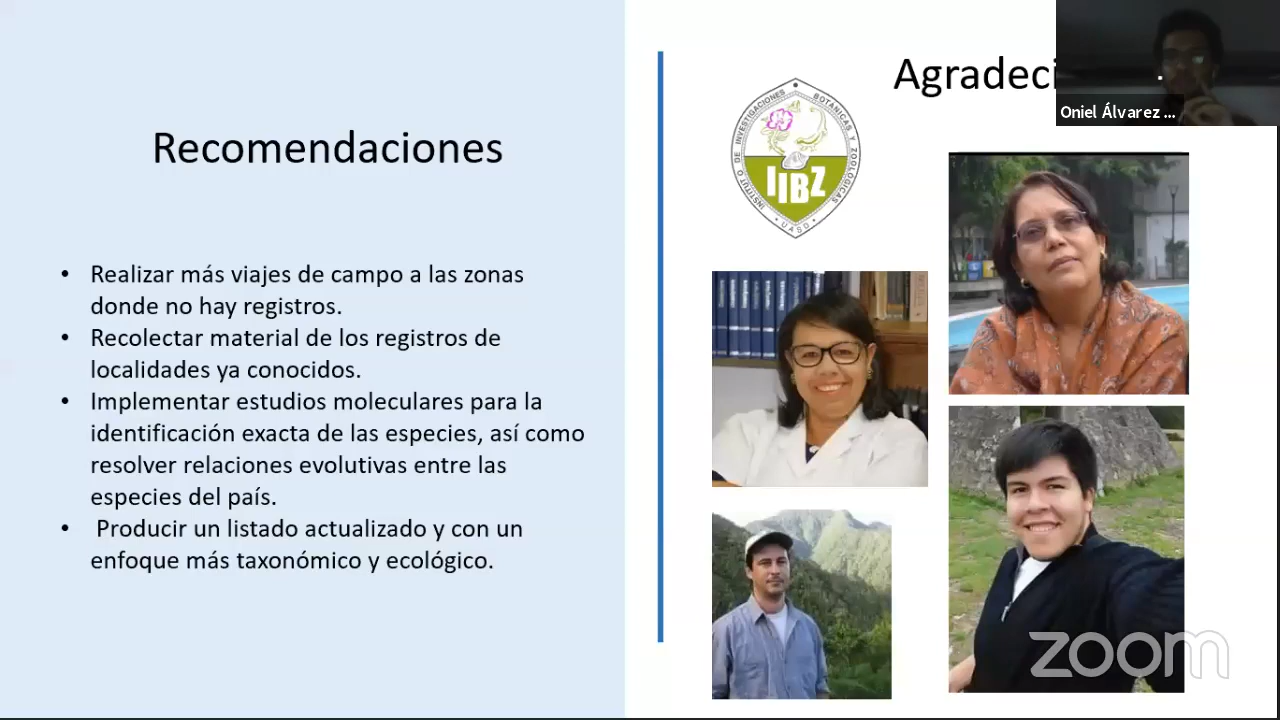 Recomendaciones
• Realizar más viajes de campo a las zonas
donde no hay registros.
• Recolectar material de los registros de
localidades ya conocidos.
• Implementar estudios moleculares para la
identificación exacta de las especies, así como
resolver relaciones evolutivas entre las
especies del país.
• Producir un listado actualizado y con un
enfoque más taxonómico y ecológico.
Agradeci
Oniel Álvarez ...
INSTITUTO DE INVESTIGACIONES BOTANICAS Y ZOOLOGICAS
IIBZ
• UASD •
zoom